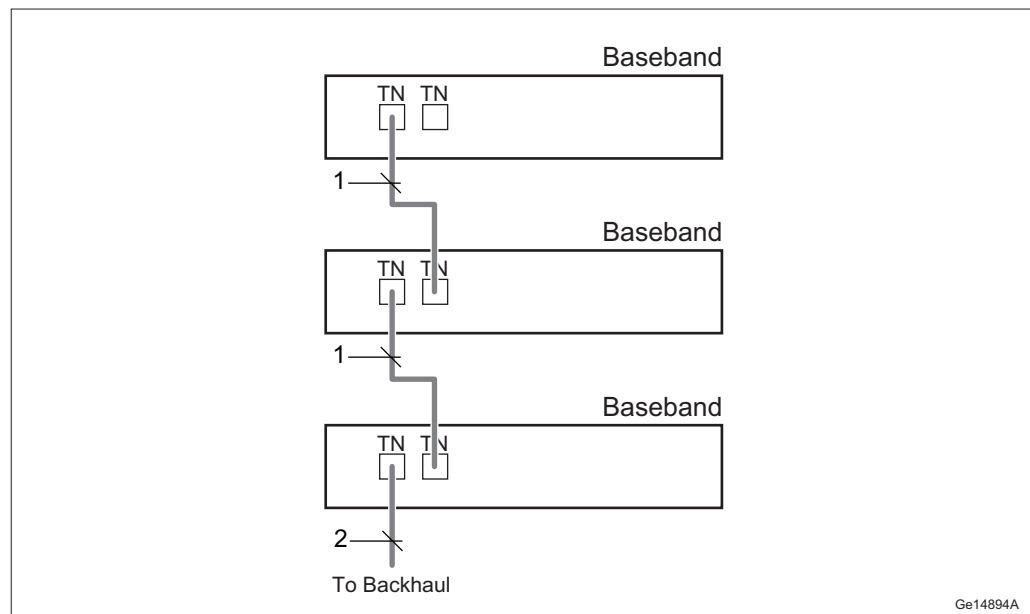 Baseband
TN TN
1
Baseband
TN TN
1
Baseband
TN TN
2
To Backhaul
Ge14894A